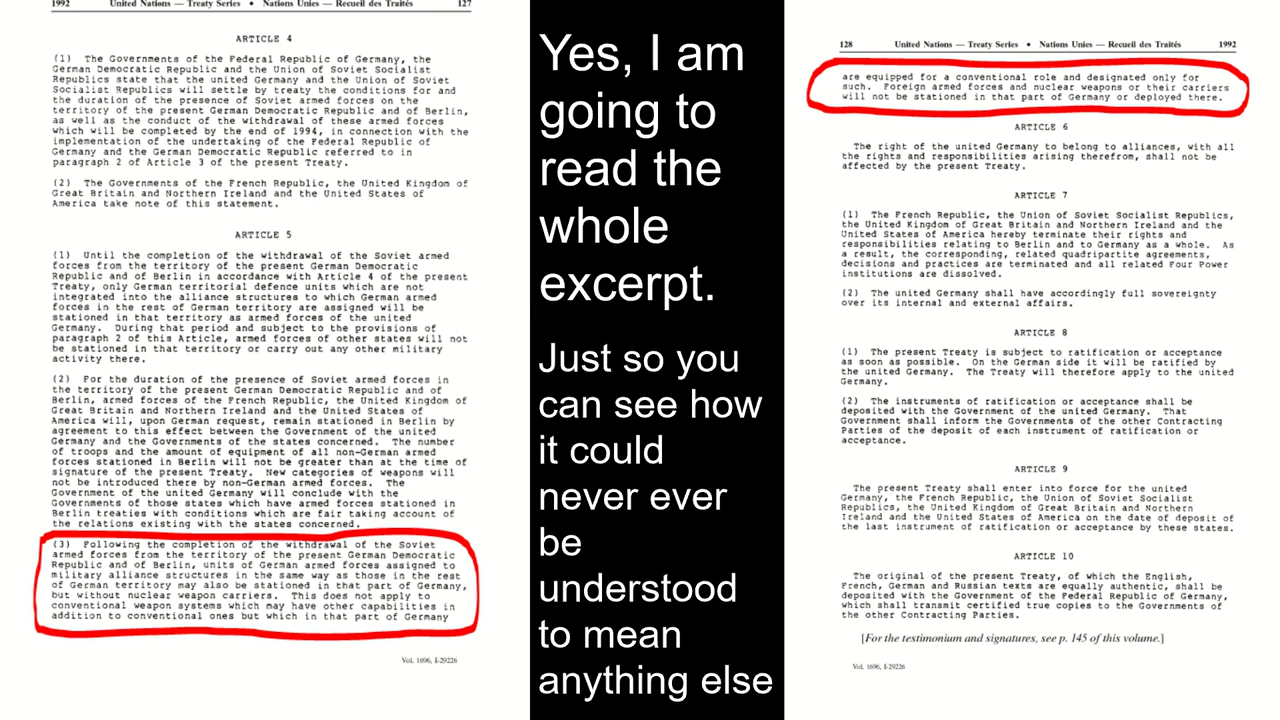 1992 United Nations — Treaty Series • Nations Unies — Recueil des Traités 127
ARTICLE 4
(1) The Governments of the Federal Republic of Germany, the
German Democratic Republic and the Union of Soviet Socialist
Republics state that the united Germany and the Union of Soviet
Socialist Republics will settle by treaty the conditions for and
the duration of the presence of Soviet armed forces on the
territory of the present German Democratic Republic and of Berlin,
as well as the conduct of the withdrawal of these armed forces
which will be completed by the end of 1994, in connection with the
implementation of the undertaking of the Federal Republic of
Germany and the German Democratic Republic referred to in
paragraph 2 of Article 3 of the present Treaty.
(2) The Governments of the French Republic, the United Kingdom of
Great Britain and Northern Ireland and the United States of
America take note of this statement.
ARTICLE 5
(1) Until the completion of the withdrawal of the Soviet armed
forces from the territory of the present German Democratic
Republic and of Berlin in accordance with Article 4 of the present
Treaty, only German territorial defence units which are not
integrated into the alliance structures to which German armed
forces in the rest of German territory are assigned will be
stationed in that territory as armed forces of the united
Germany. During that period and subject to the provisions of
paragraph 2 of this Article, armed forces of other states will not
be stationed in that territory or carry out any other military
activity there.
(2) For the duration of the presence of Soviet armed forces in
the territory of the present German Democratic Republic and of
Berlin, armed forces of the French Republic, the United Kingdom of
Great Britain and Northern Ireland and the United States of
America will, upon German request, remain stationed in Berlin by
agreement to this effect between the Government of the united
Germany and the Governments of the states concerned. The number
of troops and the amount of equipment of all non-German armed
forces stationed in Berlin will not be greater than at the time of
signature of the present Treaty. New categories of weapons will
not be introduced there by non-German armed forces. The
Government of the united Germany will conclude with the
Governments of those states which have armed forces stationed in
Berlin treaties with conditions which are fair taking account of
the relations existing with the states concerned.
(3) Following the completion of the withdrawal of the Soviet
armed forces from the territory of the present German Democratic
Republic and of Berlin, units of German armed forces assigned to
military alliance structures in the same way as those in the rest
of German territory may also be stationed in that part of Germany,
but without nuclear weapon carriers. This does not apply to
conventional weapon systems which may have other capabilities in
addition to conventional ones but which in that part of Germany
Vol. 1696, I-29226
Yes, I am
going to
read the
whole
excerpt.
Just so you
can see how
it could
never ever
be
understood
to mean
anything else
128 United Nations — Treaty Series • Nations Unies — Recueil des Traités 1992
are equipped for a conventional role and designated only for
such. Foreign armed forces and nuclear weapons or their carriers
will not be stationed in that part of Germany or deployed there.
ARTICLE 6
The right of the united Germany to belong to alliances, with all
the rights and responsibilities arising therefrom, shall not be
affected by the present Treaty.
ARTICLE 7
(1) The French Republic, the Union of Soviet Socialist Republics,
the United Kingdom of Great Britain and Northern Ireland and the
United States of America hereby terminate their rights and
responsibilities relating to Berlin and to Germany as a whole. As
a result, the corresponding, related quadripartite agreements,
decisions and practices are terminated and all related Four Power
institutions are dissolved.
(2) The united Germany shall have accordingly full sovereignty
over its internal and external affairs.
ARTICLE 8
(1) The present Treaty is subject to ratification or acceptance
as soon as possible. On the German side it will be ratified by
the united Germany. The Treaty will therefore apply to the united
Germany.
(2) The instruments of ratification or acceptance shall be
deposited with the Government of the united Germany. That
Government shall inform the Governments of the other Contracting
Parties of the deposit of each instrument of ratification or
acceptance.
ARTICLE 9
The present Treaty shall enter into force for the united
Germany, the French Republic, the Union of Soviet Socialist
Republics, the United Kingdom of Great Britain and Northern
Ireland and the United States of America on the date of deposit of
the last instrument of ratification or acceptance by these states.
ARTICLE 10
The original of the present Treaty, of which the English,
French, German and Russian texts are equally authentic, shall be
deposited with the Government of the Federal Republic of Germany,
which shall transmit certified true copies to the Governments of
the other Contracting Parties.
[For the testimonium and signatures, see p. 145 of this volume.]
Vol. 1696, I-29226